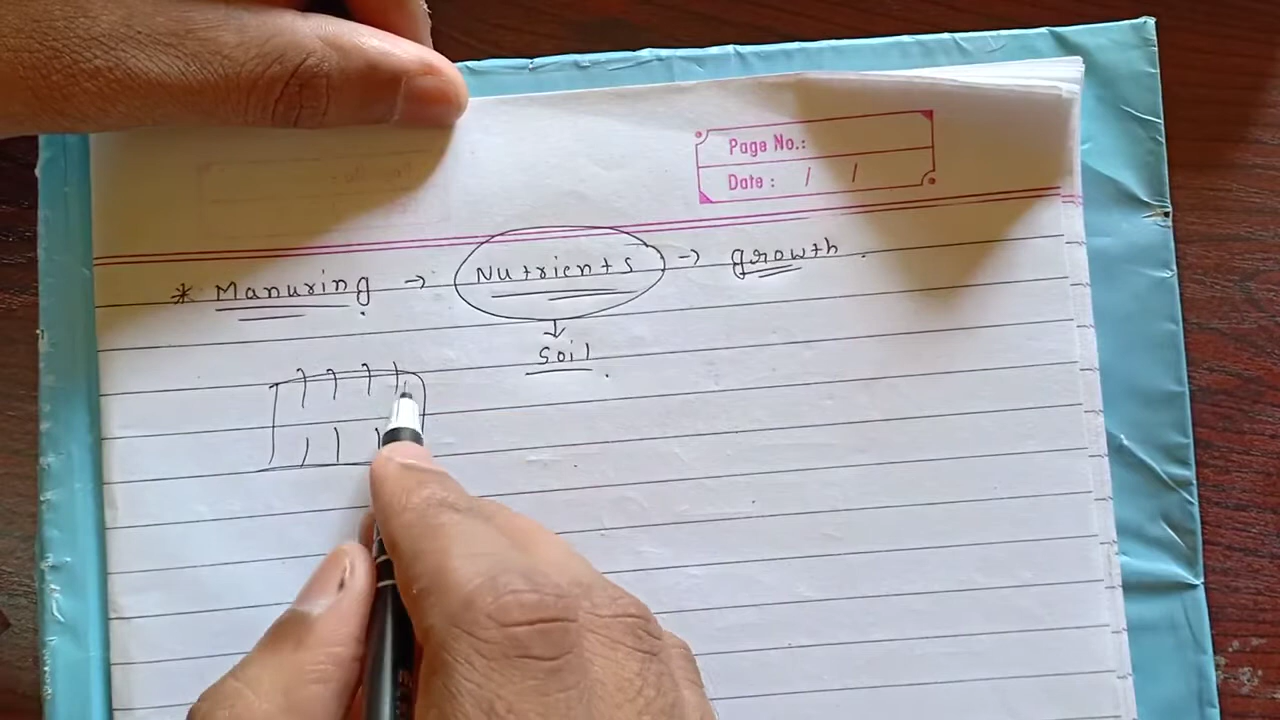 Page No.:
Date : / /
* Manuring → Nutrients → growth.
↓
Soil.